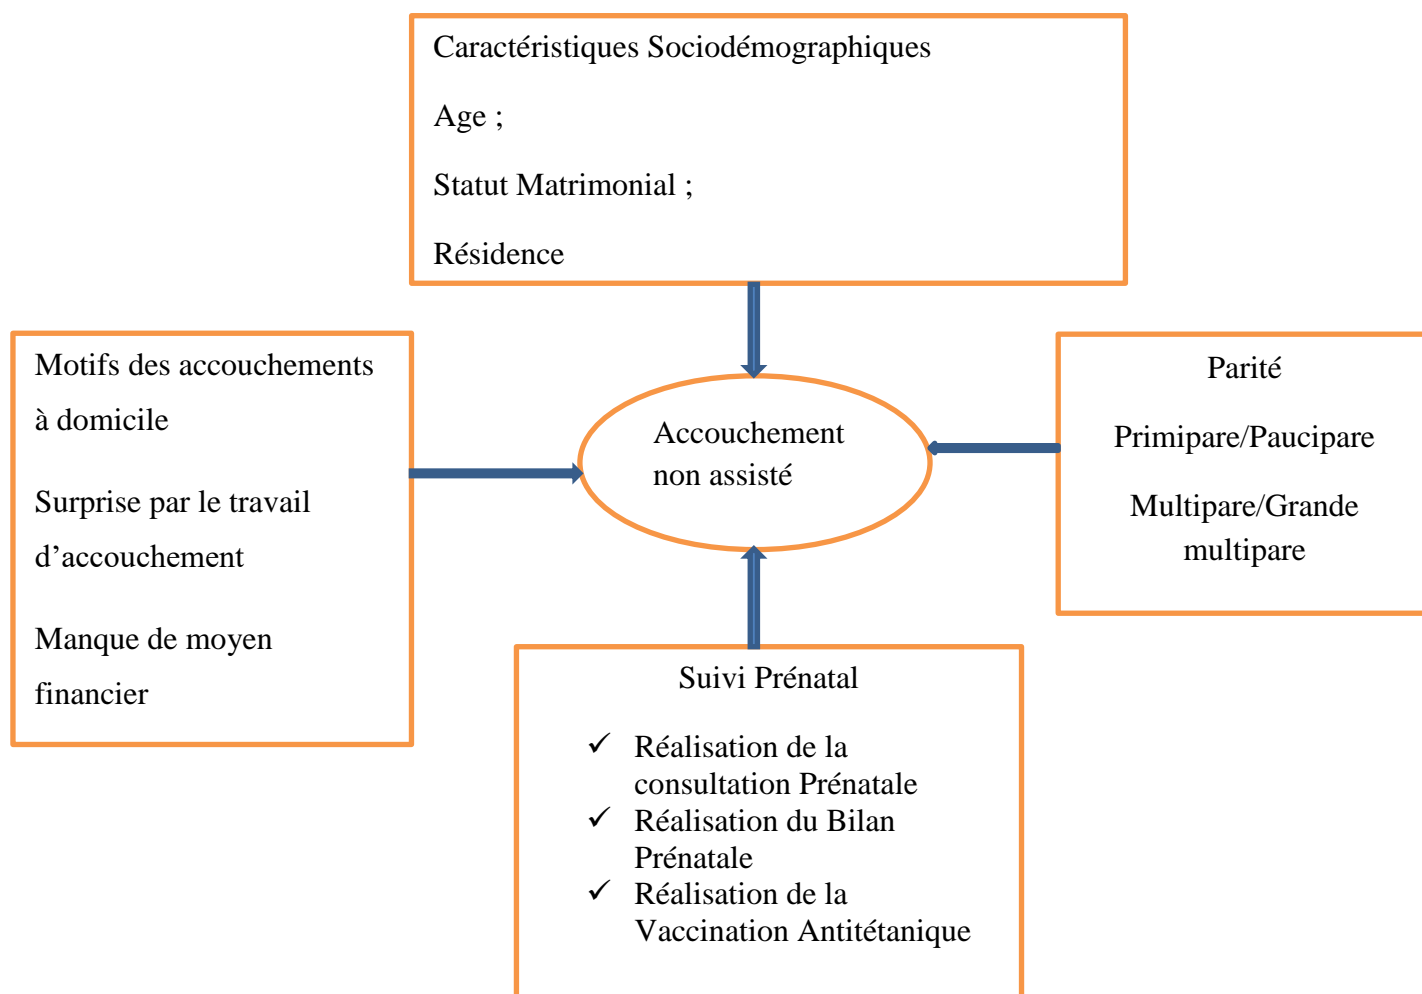 Caractéristiques Sociodémographiques
Age ;
Statut Matrimonial ;
Résidence
Motifs des accouchements
à domicile
Surprise par le travail
d’accouchement
Manque de moyen
financier
Accouchement
non assisté
Parité
Primipare/Paucipare
Multipare/Grande
multipare
Suivi Prénatal
✓ Réalisation de la
consultation Prénatale
✓ Réalisation du Bilan
Prénatale
✓ Réalisation de la
Vaccination Antitétanique